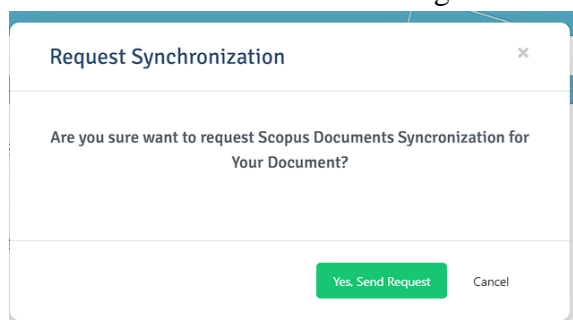 Request Synchronization ×
Are you sure want to request Scopus Documents Syncronization for
Your Document?
Yes, Send Request Cancel